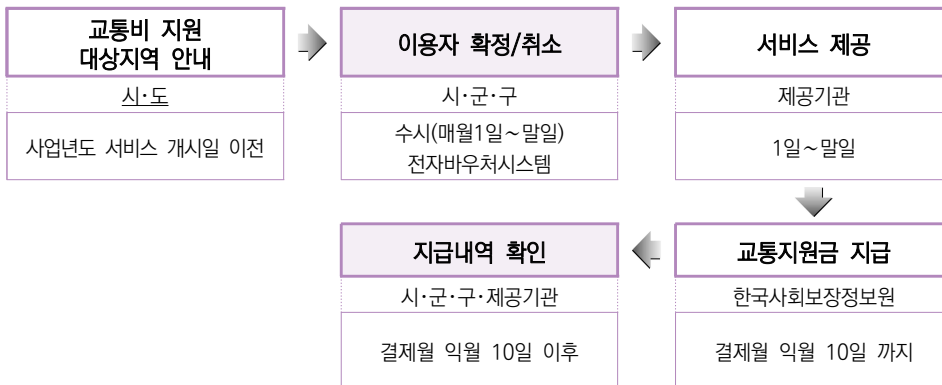 교통비 지원
대상지역 안내
시·도
사업년도 서비스 개시일 이전
이용자 확정/취소
시·군·구
수시(매월1일～말일)
전자바우처시스템
서비스 제공
제공기관
1일～말일
교통지원금 지급
한국사회보장정보원
결제월 익월 10일 까지
지급내역 확인
시·군·구·제공기관
결제월 익월 10일 이후